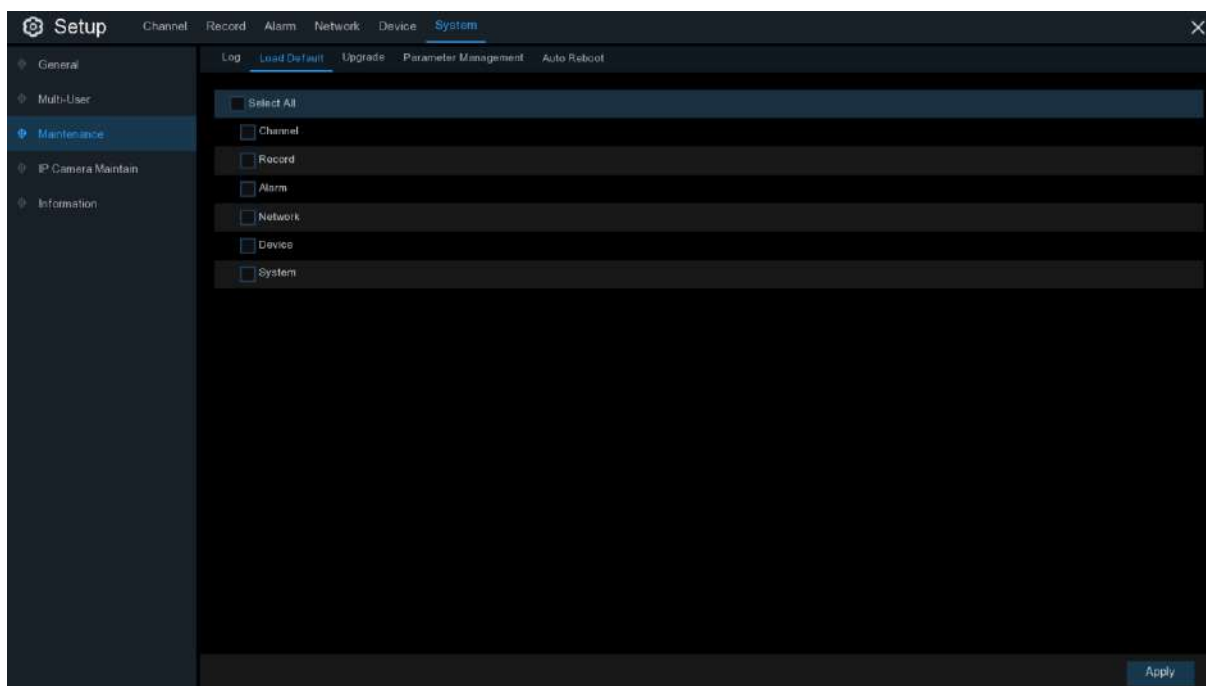 Setup Channel Record Alarm Network Device System
General
Multi-User
Maintenance
IP Camera Maintain
Information
Log Load Default Upgrade Parameter Management Auto Reboot
Select All
Channel
Record
Alarm
Network
Device
System
Apply